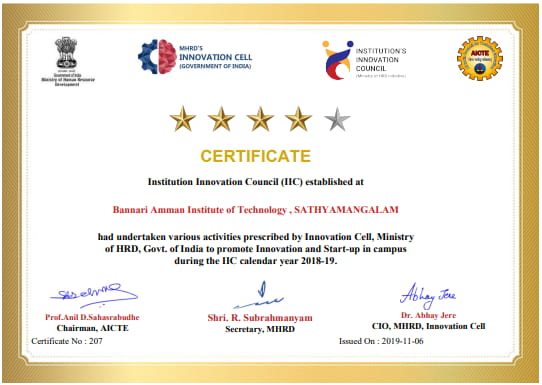 Government of India
Ministry of Human Resource
Development
MHRD'S
INNOVATION CELL
(GOVERNMENT OF INDIA)
INSTITUTION'S
INNOVATION
COUNCIL
(Ministry of HRD Initiative)
AICTE
CERTIFICATE
Institution Innovation Council (IIC) established at
Bannari Amman Institute of Technology , SATHYAMANGALAM
had undertaken various activities prescribed by Innovation Cell, Ministry
of HRD, Govt. of India to promote Innovation and Start-up in campus
during the IIC calendar year 2018-19.
Abhay Jere
Prof.Anil D.Sahasrabudhe
Chairman, AICTE
Shri. R. Subrahmanyam
Secretary, MHRD
Dr. Abhay Jere
CIO, MHRD, Innovation Cell
Certificate No : 207
Issued On : 2019-11-06